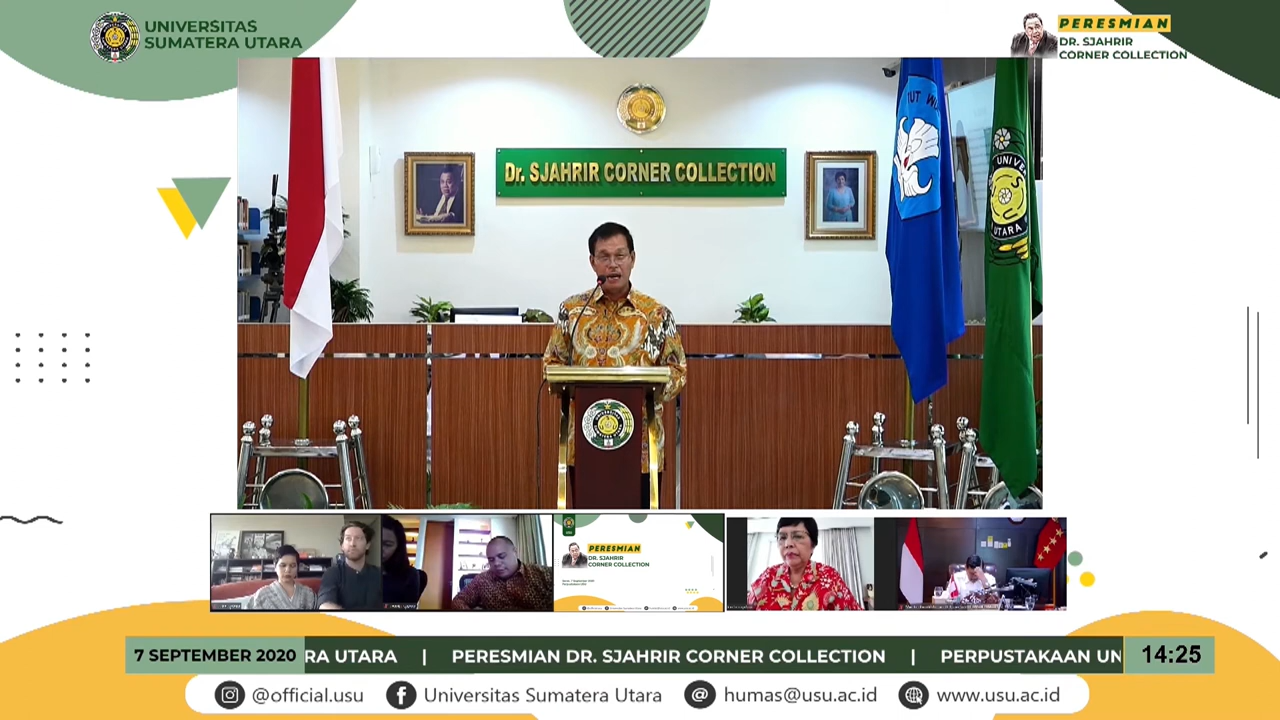 UNIVERSITAS
SUMATERA UTARA
PERESMIAN
DR. SJAHRIR
CORNER COLLECTION
Dr. SJAHRIR CORNER COLLECTION
TUT
UTARA
PERESMIAN
DR. SJAHRIR
CORNER COLLECTION
7 SEPTEMBER 2020
RA UTARA | PERESMIAN DR. SJAHRIR CORNER COLLECTION | PERPUSTAKAAN UN
14:25
@official.usu
Universitas Sumatera Utara
humas@usu.ac.id
www.usu.ac.id